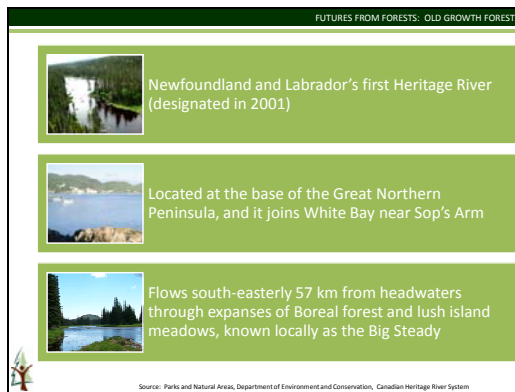 FUTURES FROM FORESTS: OLD GROWTH FOREST
Newfoundland and Labrador's first Heritage River
(designated in 2001)
Located at the base of the Great Northern
Peninsula, and it joins White Bay near Sop's Arm
Flows south-easterly 57 km from headwaters
through expanses of Boreal forest and lush island
meadows, known locally as the Big Steady
Source: Parks and Natural Areas, Department of Environment and Conservation, Canadian Heritage River System